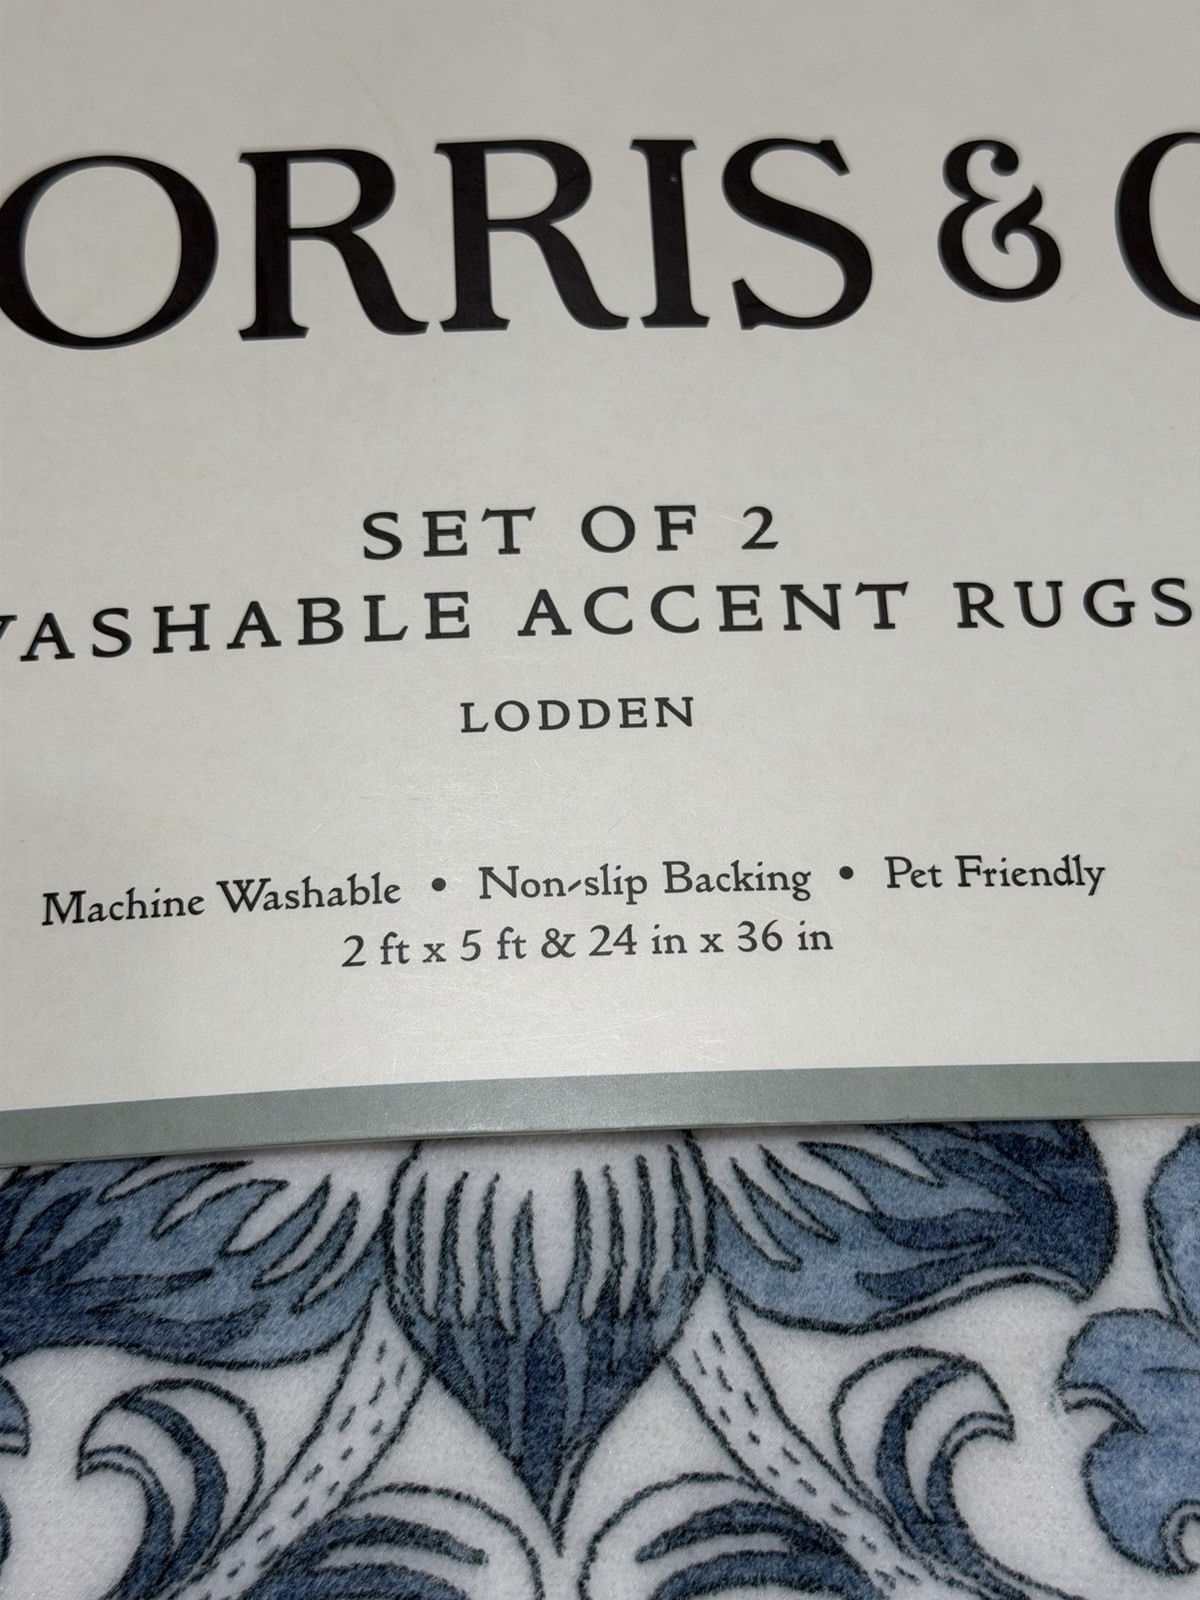 ORRIS & C
SET OF 2
WASHABLE ACCENT RUGS
LODDEN
Machine Washable • Non-slip Backing • Pet Friendly
2 ft x 5 ft & 24 in x 36 in